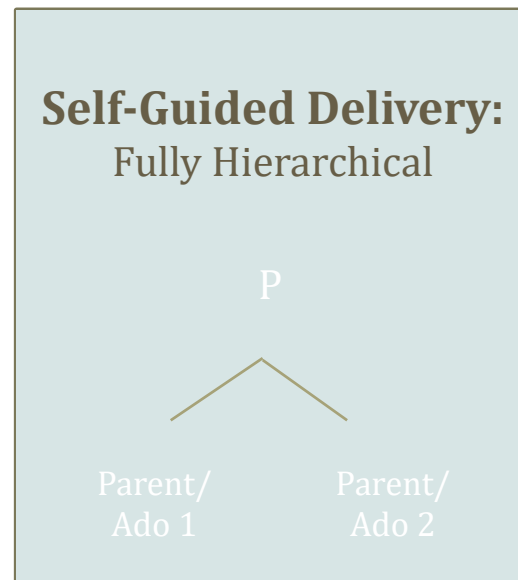 Self-Guided Delivery:
Fully Hierarchical
P
Parent/ Parent/
Ado 1 Ado 2